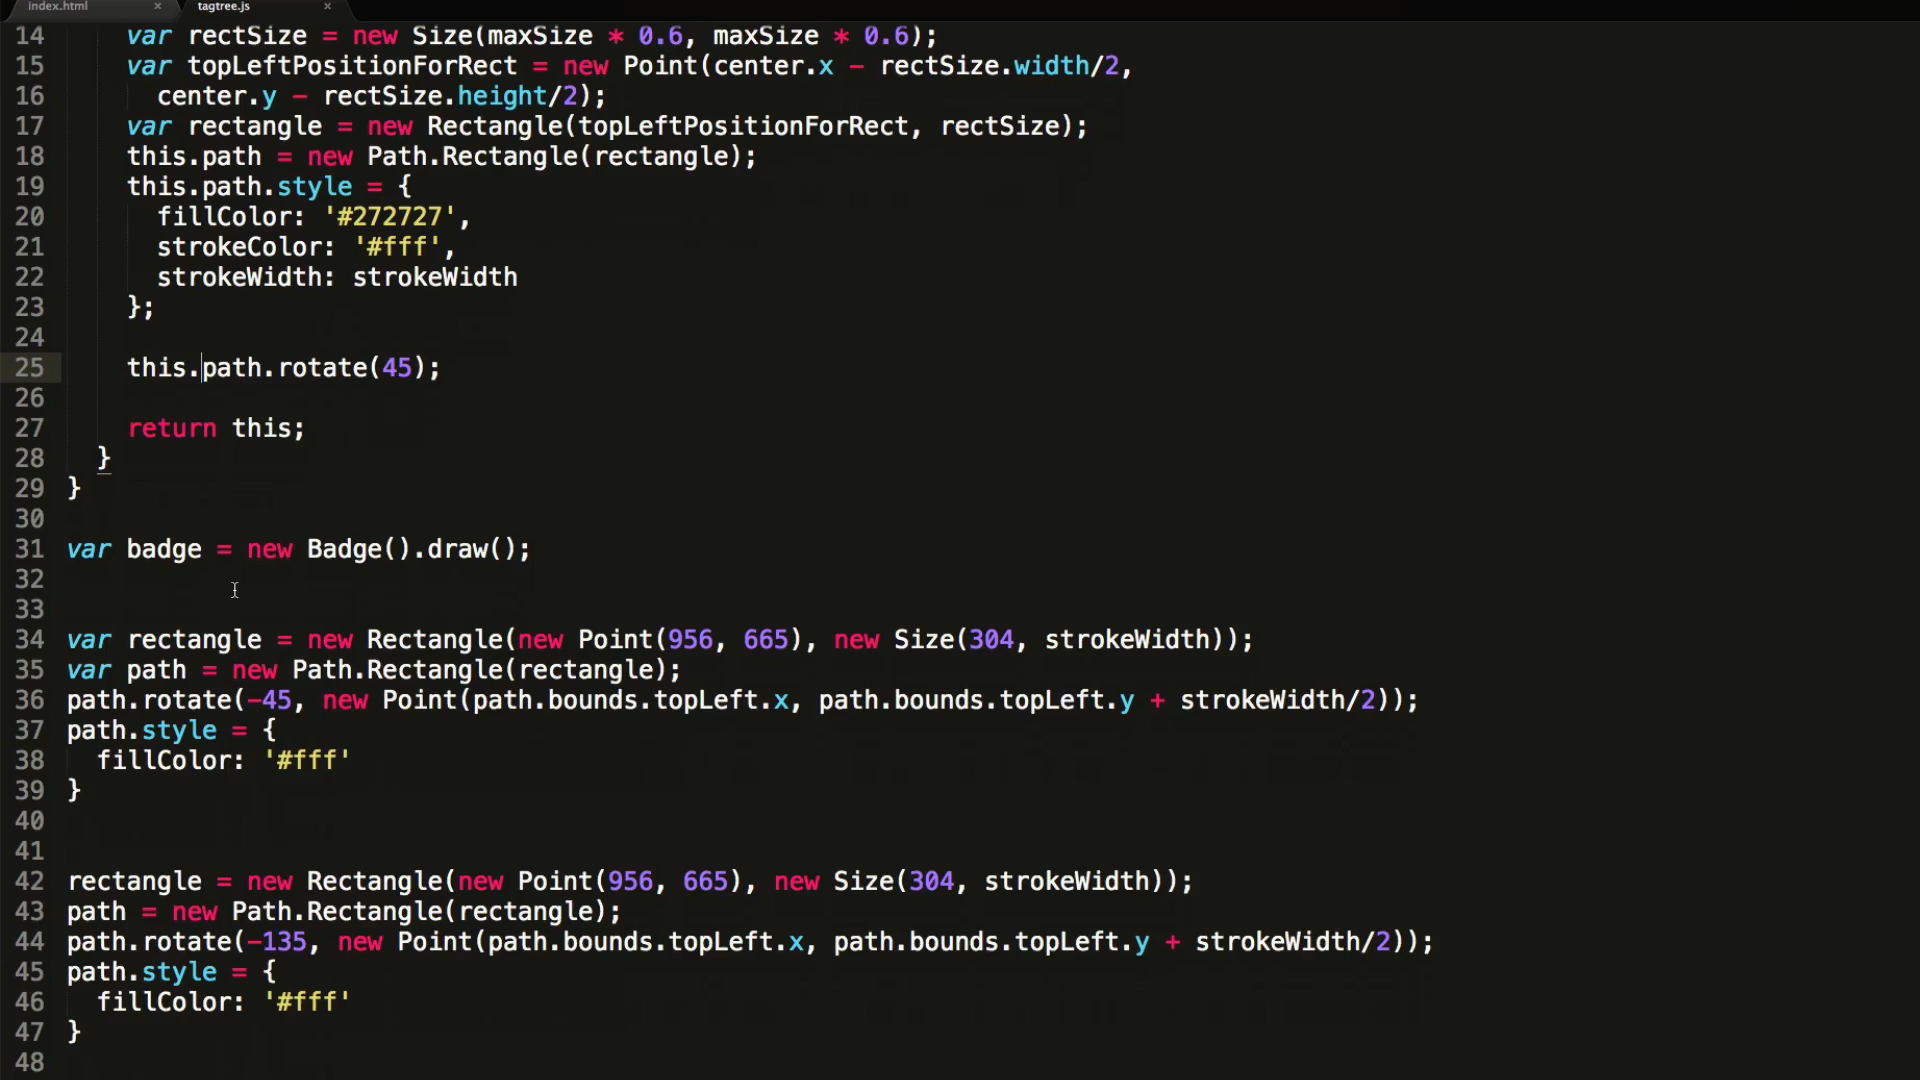 index.html × tagtree.js ×
14 var rectSize = new Size(maxSize * 0.6, maxSize * 0.6);
15 var topLeftPositionForRect = new Point(center.x - rectSize.width/2,
16 center.y - rectSize.height/2);
17 var rectangle = new Rectangle(topLeftPositionForRect, rectSize);
18 this.path = new Path.Rectangle(rectangle);
19 this.path.style = {
20 fillColor: '#272727',
21 strokeColor: '#fff',
22 strokeWidth: strokeWidth
23 };
24
25 this.path.rotate(45);
26
27 return this;
28 }
29 }
30
31 var badge = new Badge().draw();
32
33
34 var rectangle = new Rectangle(new Point(956, 665), new Size(304, strokeWidth));
35 var path = new Path.Rectangle(rectangle);
36 path.rotate(-45, new Point(path.bounds.topLeft.x, path.bounds.topLeft.y + strokeWidth/2));
37 path.style = {
38 fillColor: '#fff'
39 }
40
41
42 rectangle = new Rectangle(new Point(956, 665), new Size(304, strokeWidth));
43 path = new Path.Rectangle(rectangle);
44 path.rotate(-135, new Point(path.bounds.topLeft.x, path.bounds.topLeft.y + strokeWidth/2));
45 path.style = {
46 fillColor: '#fff'
47 }
48